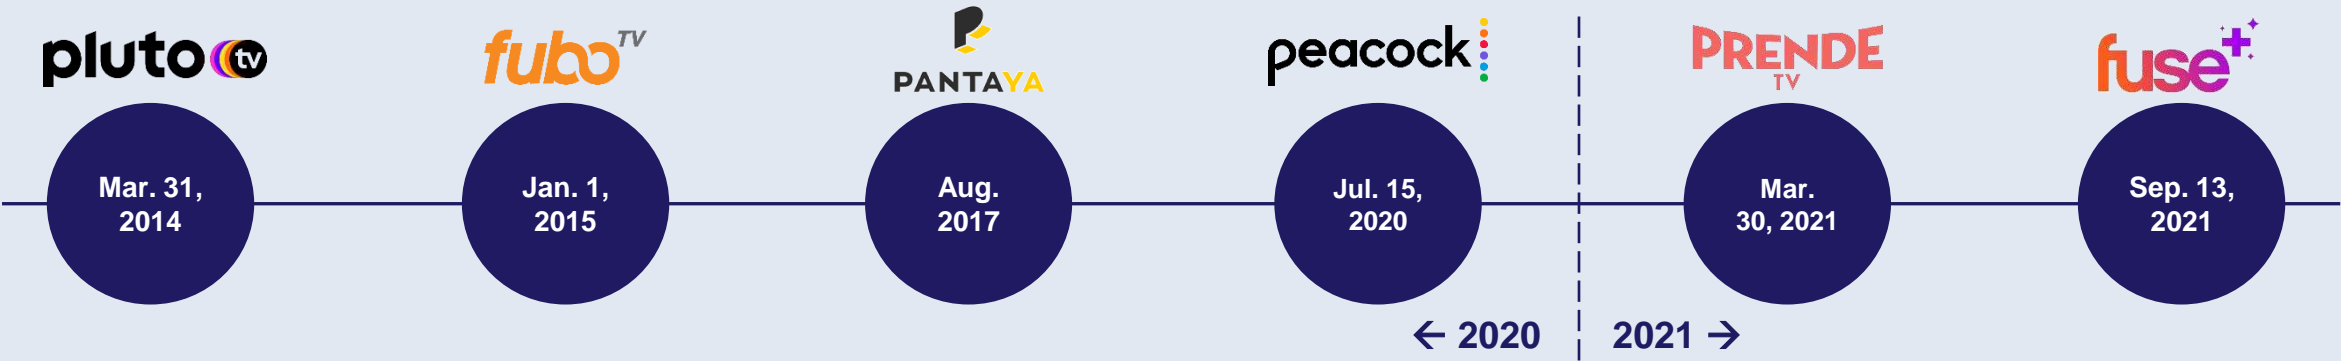 pluto tv
fubo TV
PANTAYA
peacock
PRENDE
TV
fuse+
Mar. 31,
2014
Jan. 1,
2015
Aug.
2017
Jul. 15,
2020
Mar.
30, 2021
Sep. 13,
2021
← 2020
2021 →